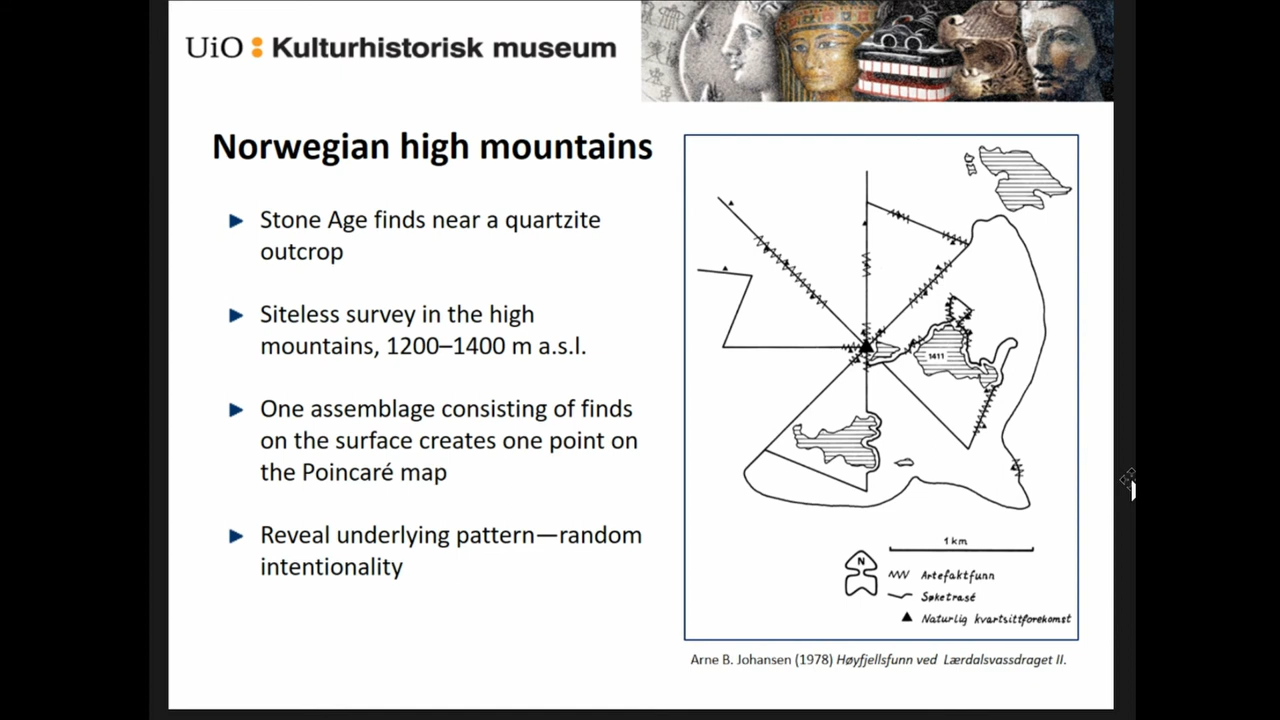 UiO : Kulturhistorisk museum
Norwegian high mountains
Stone Age finds near a quartzite
outcrop
Siteless survey in the high
mountains, 1200–1400 m a.s.l.
One assemblage consisting of finds
on the surface creates one point on
the Poincaré map
Reveal underlying pattern—random
intentionality
1411
1 km
N
Artefaktfunn
Søketrasé
Naturlig kvartsittforekomst
Arne B. Johansen (1978) Høyfjellsfunn ved Lærdalsvassdraget II.